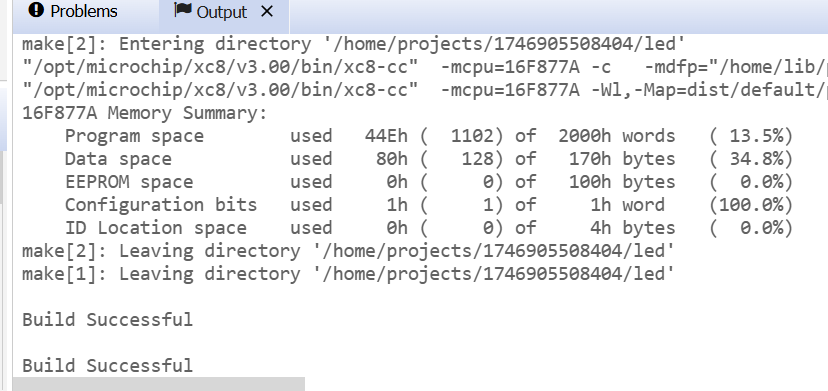 Problems Output ×
make[2]: Entering directory '/home/projects/1746905508404/led'
"/opt/microchip/xc8/v3.00/bin/xc8-cc" -mcpu=16F877A -c -mdfp="/home/lib/
"/opt/microchip/xc8/v3.00/bin/xc8-cc" -mcpu=16F877A -Wl,-Map=dist/default/
16F877A Memory Summary:
Program space used 44Eh ( 1102) of 2000h words ( 13.5%)
Data space used 80h ( 128) of 170h bytes ( 34.8%)
EEPROM space used 0h ( 0) of 100h bytes ( 0.0%)
Configuration bits used 1h ( 1) of 1h word (100.0%)
ID Location space used 0h ( 0) of 4h bytes ( 0.0%)
make[2]: Leaving directory '/home/projects/1746905508404/led'
make[1]: Leaving directory '/home/projects/1746905508404/led'
Build Successful
Build Successful